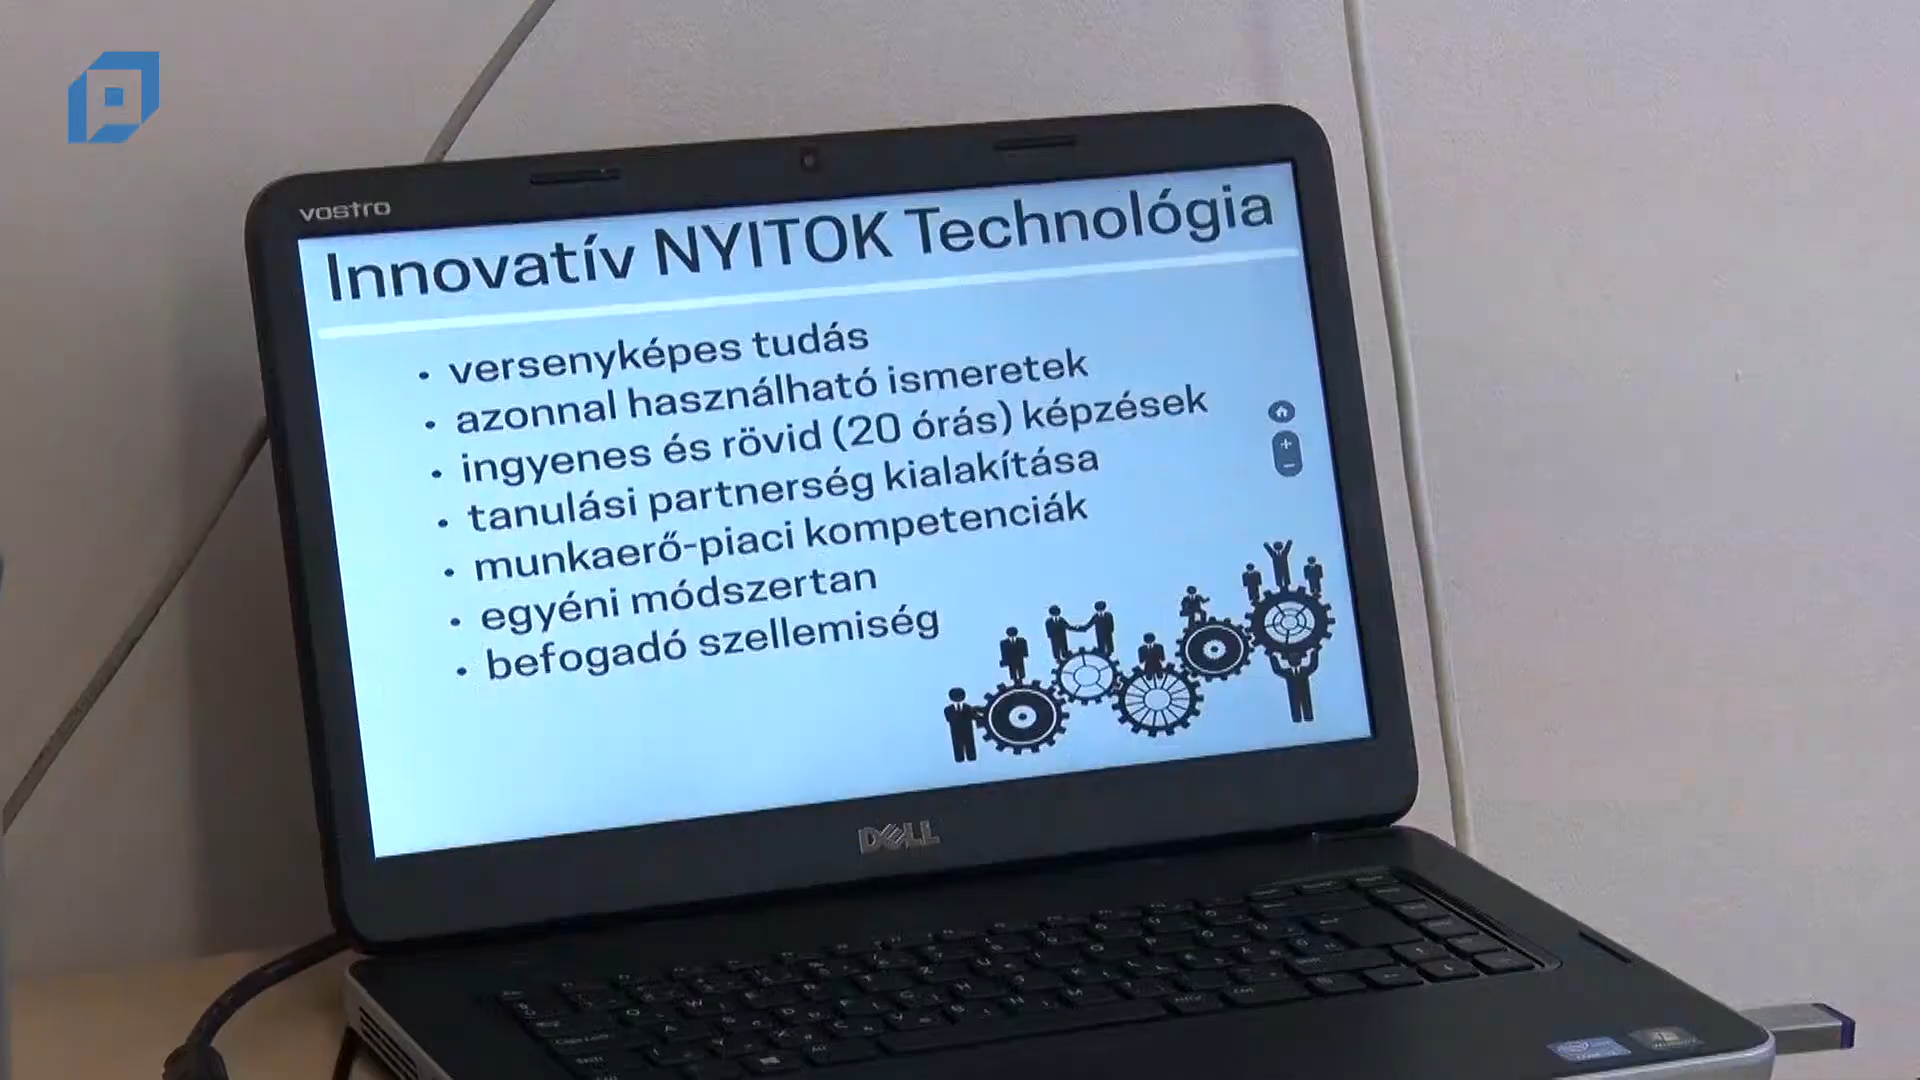 vostro
Innovatív NYITOK Technológia
• versenyképes tudás
• azonnal használható ismeretek
• ingyenes és rövid (20 órás) képzések
• tanulási partnerség kialakítása
• munkaerő-piaci kompetenciák
• egyéni módszertan
• befogadó szellemiség
DELL